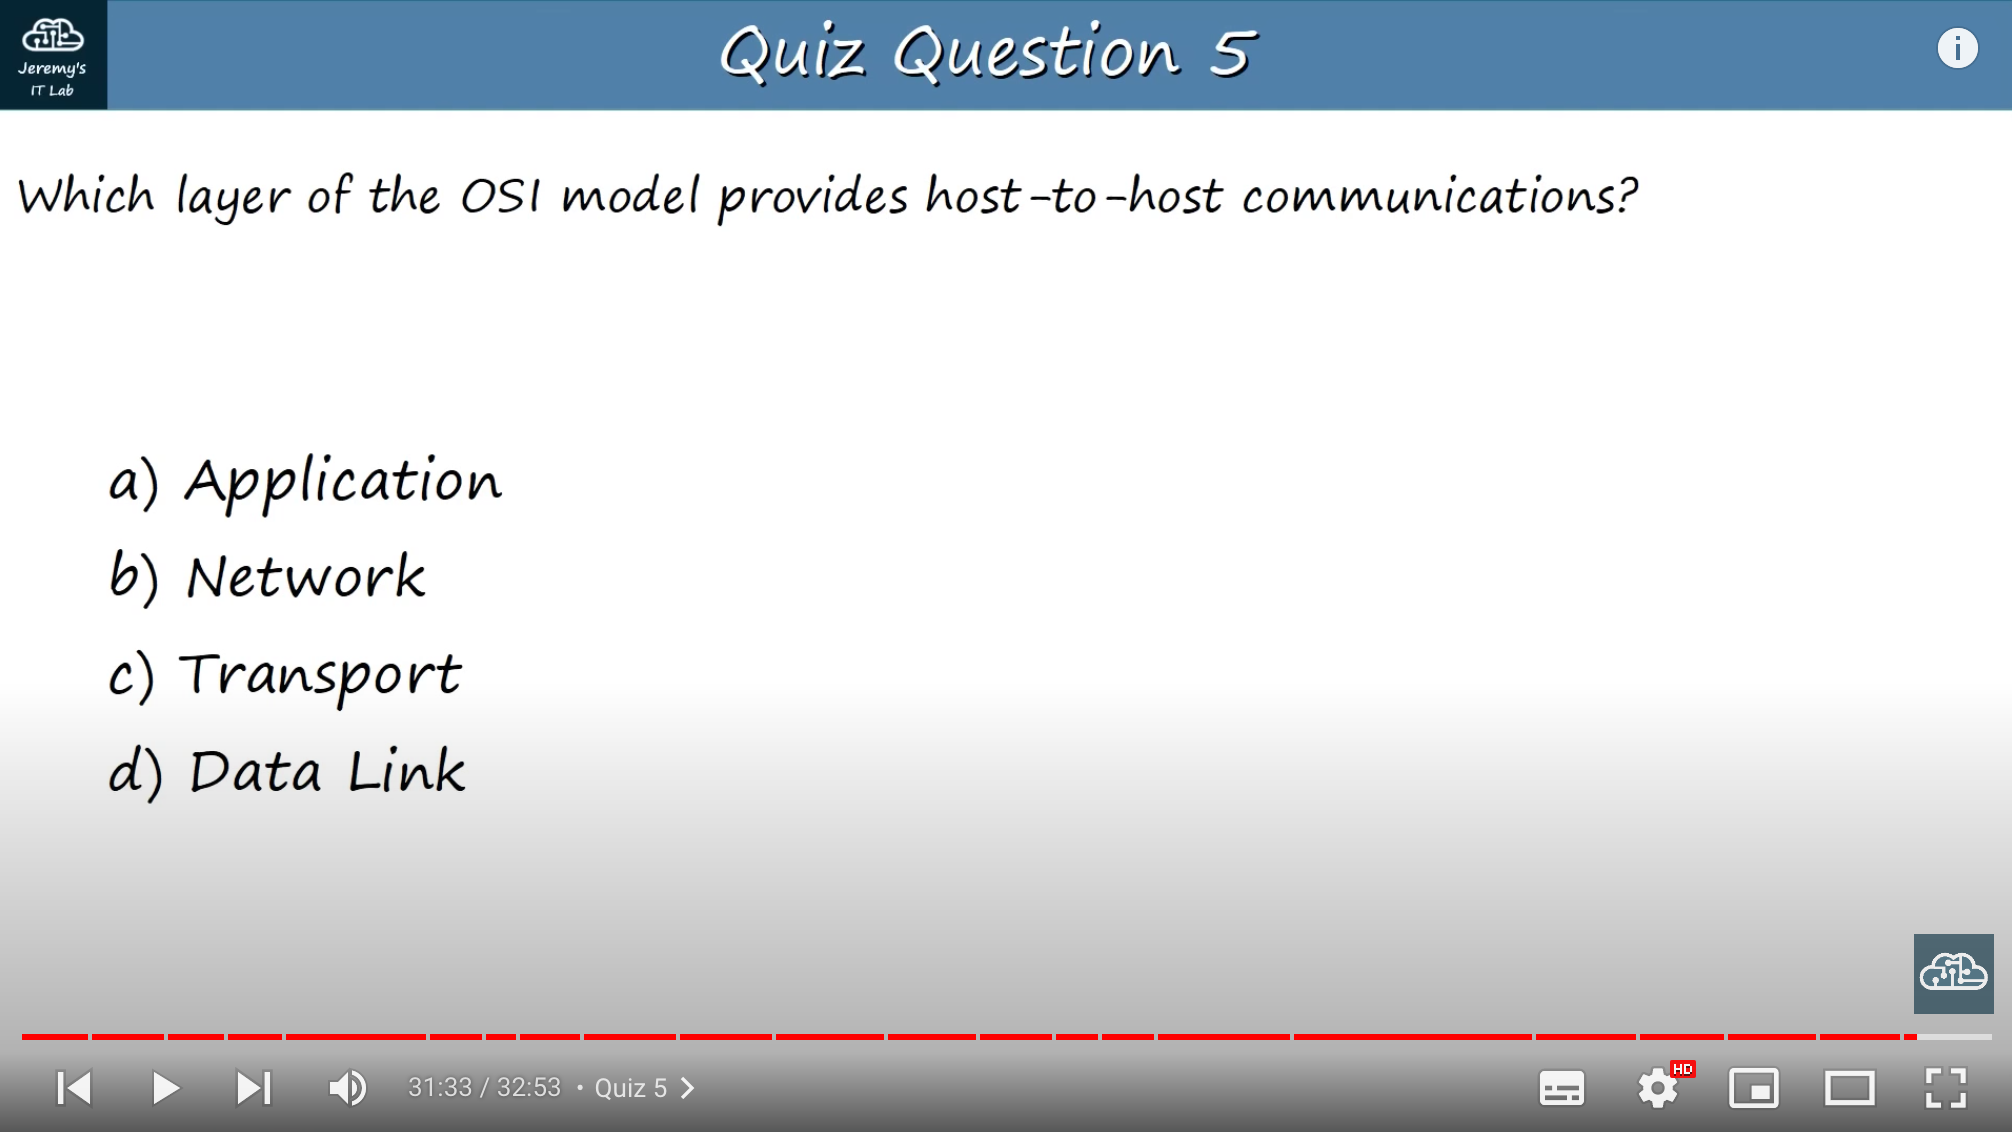 Jeremy's
IT Lab
Quiz Question 5
i
Which layer of the OSI model provides host-to-host communications?
a) Application
b) Network
c) Transport
d) Data Link
31:33 / 32:53 • Quiz 5
HD